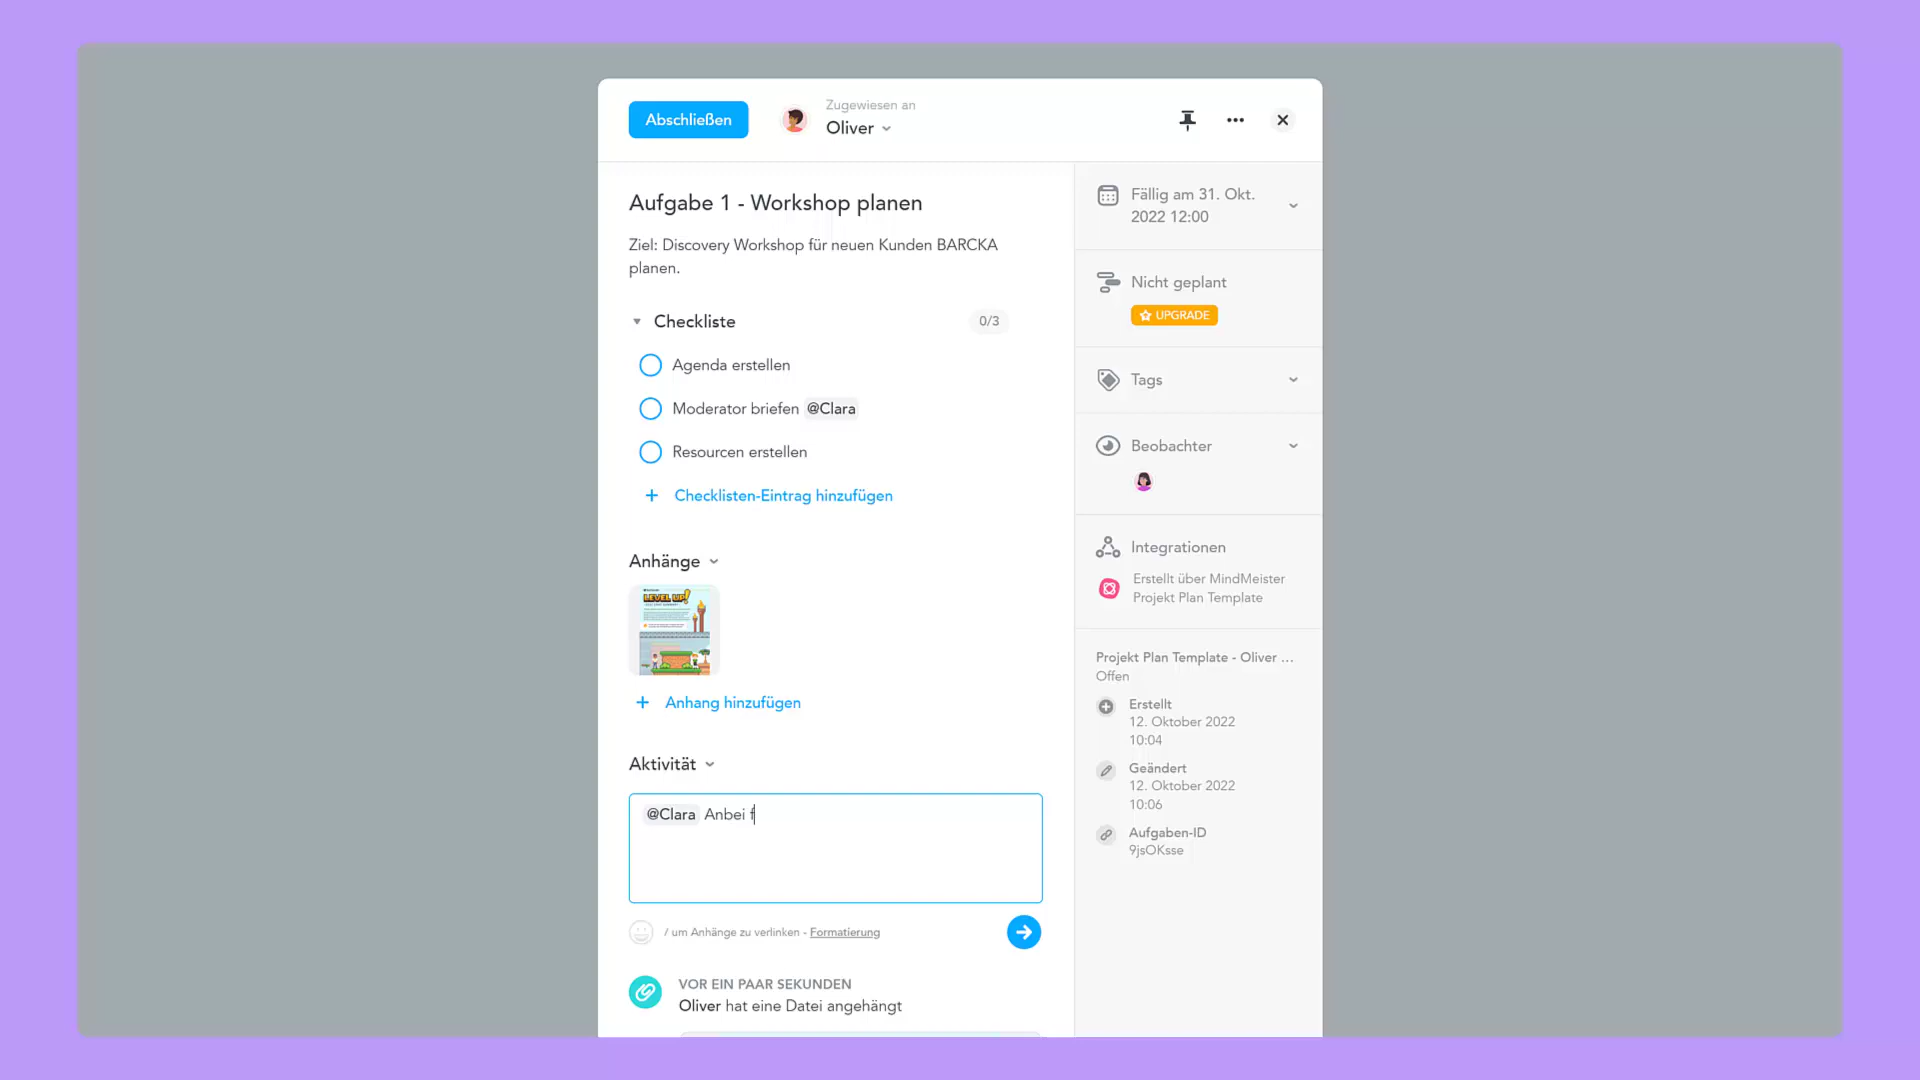 Abschließen
Zugewiesen an
Oliver
Aufgabe 1 - Workshop planen
Ziel: Discovery Workshop für neuen Kunden BARCKA
planen.
Checkliste
0/3
Agenda erstellen
Moderator briefen @Clara
Resourcen erstellen
+ Checklisten-Eintrag hinzufügen
Anhänge
LEVEL UP!
+ Anhang hinzufügen
Aktivität
@Clara Anbei f
/ um Anhänge zu verlinken - Formatierung
VOR EIN PAAR SEKUNDEN
Oliver hat eine Datei angehängt
Fällig am 31. Okt.
2022 12:00
Nicht geplant
UPGRADE
Tags
Beobachter
Integrationen
Erstellt über MindMeister
Projekt Plan Template
Projekt Plan Template - Oliver ...
Offen
Erstellt
12. Oktober 2022
10:04
Geändert
12. Oktober 2022
10:06
Aufgaben-ID
9jsOKsse